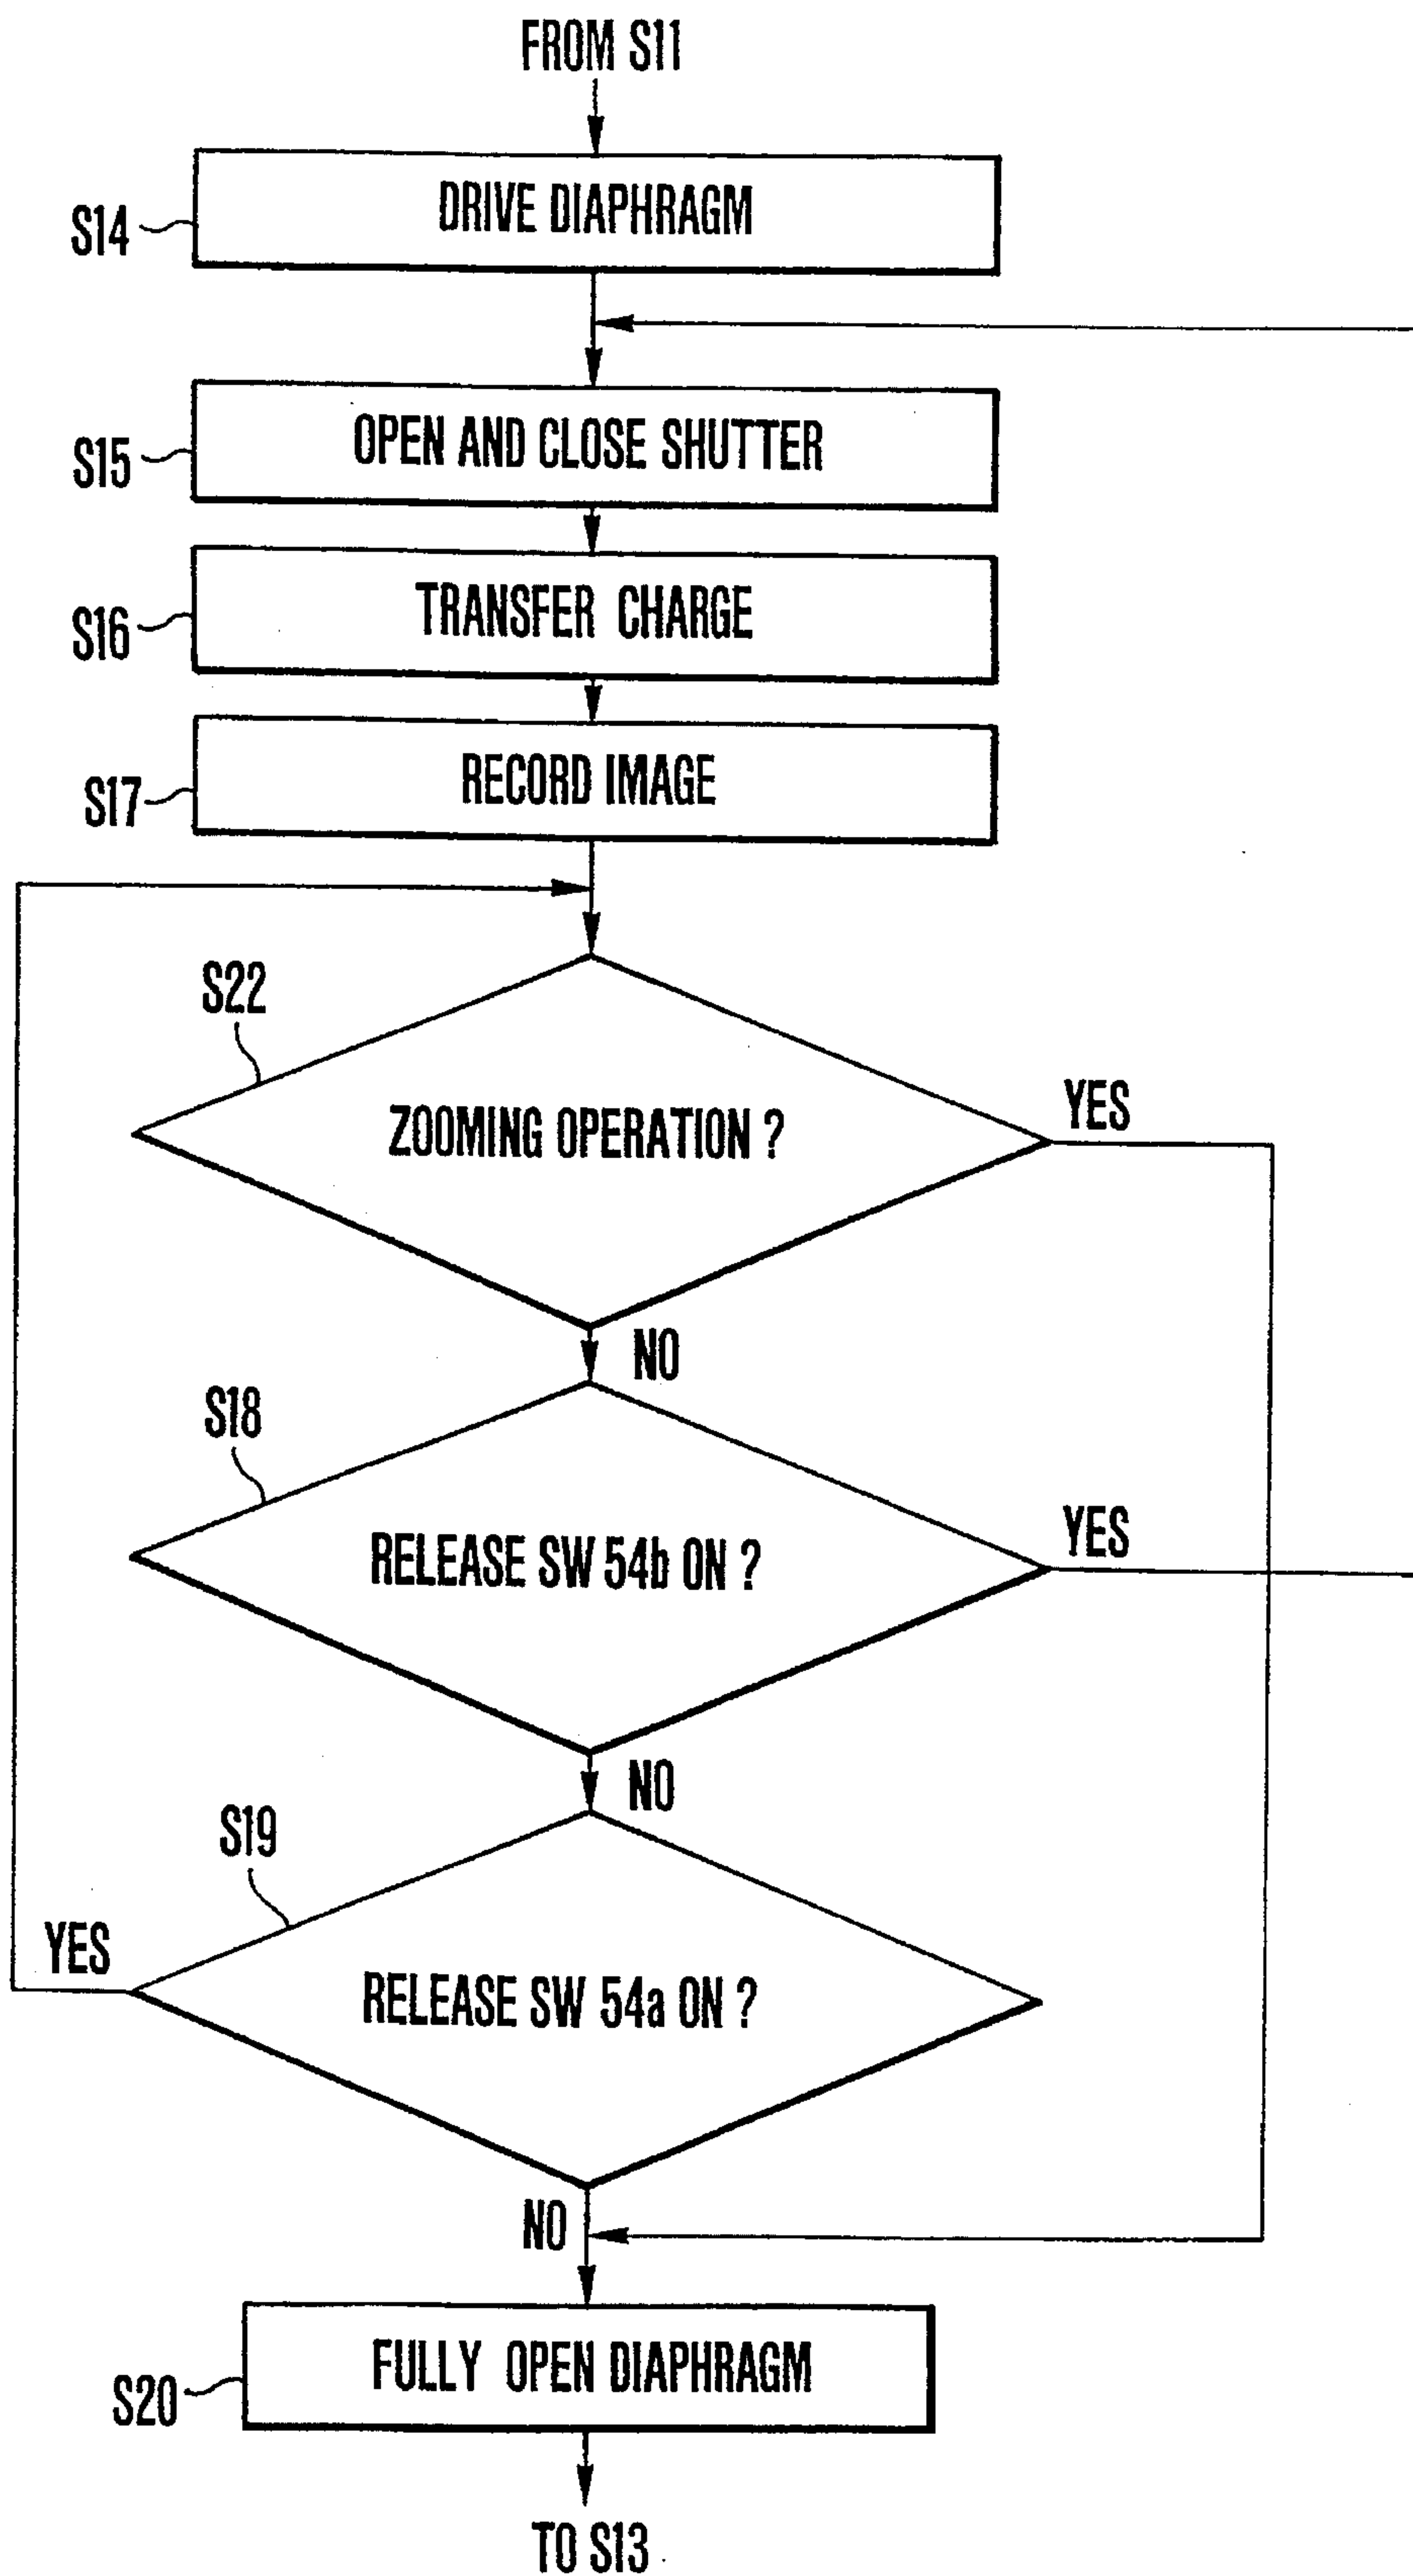 FROM S11
DRIVE DIAPHRAGM
S14
OPEN AND CLOSE SHUTTER
S15
TRANSFER CHARGE
S16
RECORD IMAGE
S17
S22
YES
ZOOMING OPERATION ?
NO
S18
YES
RELEASE SW 54b ON ?
NO
S19
YES
RELEASE SW 54a ON ?
NO
FULLY OPEN DIAPHRAGM
S20
TO S13